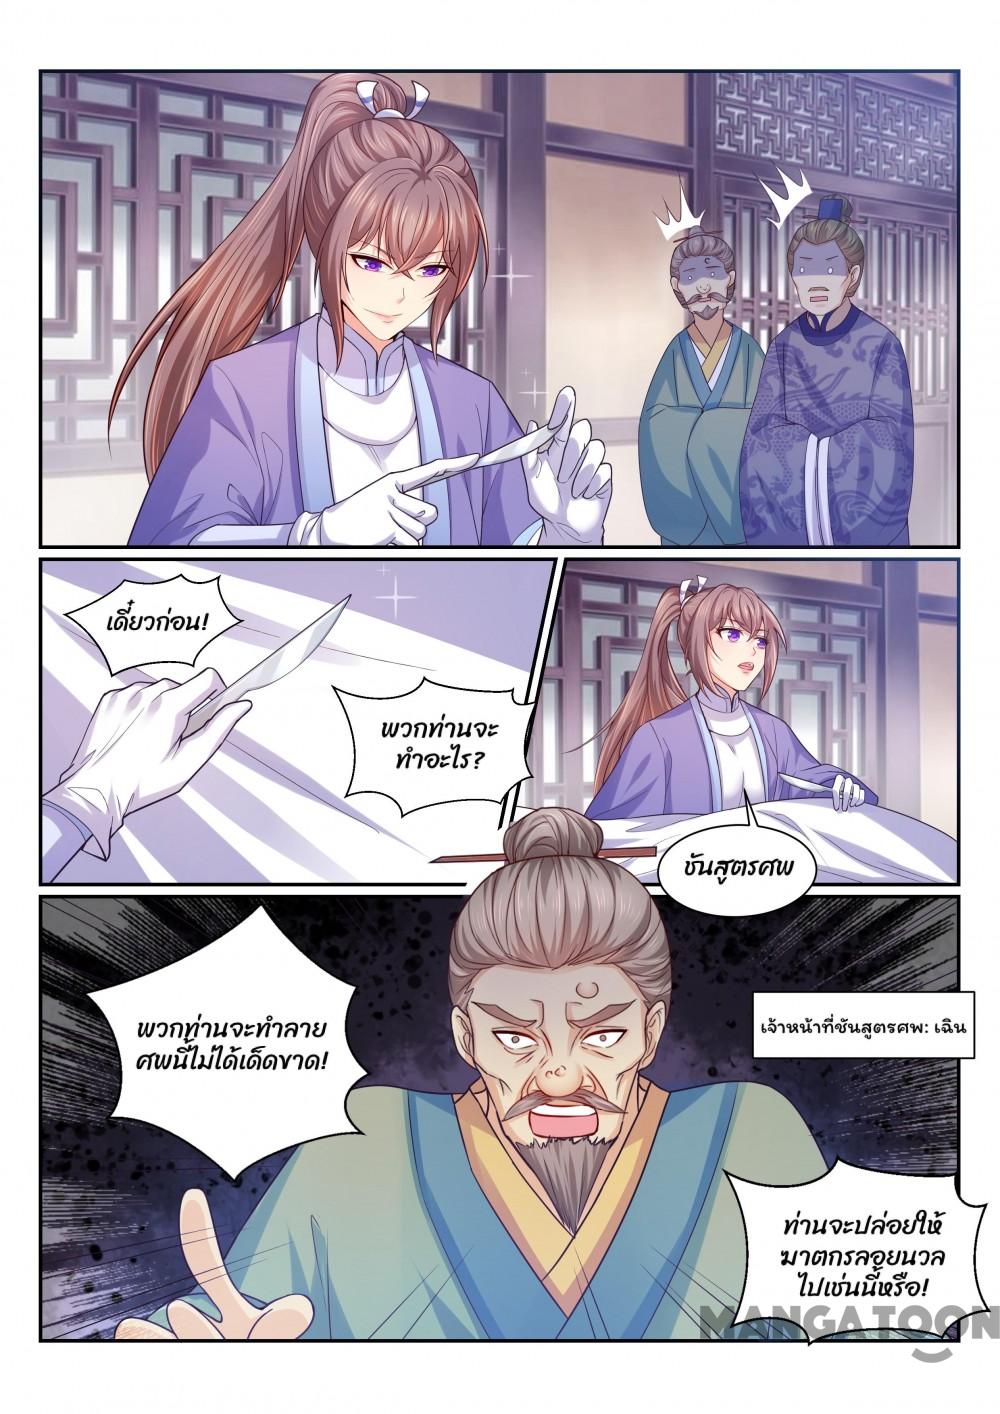 เดี๋ยวก่อน!
พวกท่านจะ
ทำอะไร?
ชันสูตรศพ
พวกท่านจะทำลาย
ศพนี้ไม่ได้เด็ดขาด!
เจ้าหน้าที่ชันสูตรศพ: เฉิน
ท่านจะปล่อยให้
ฆาตกรลอยนวล
ไปเช่นนี้หรือ!
MANGATOON